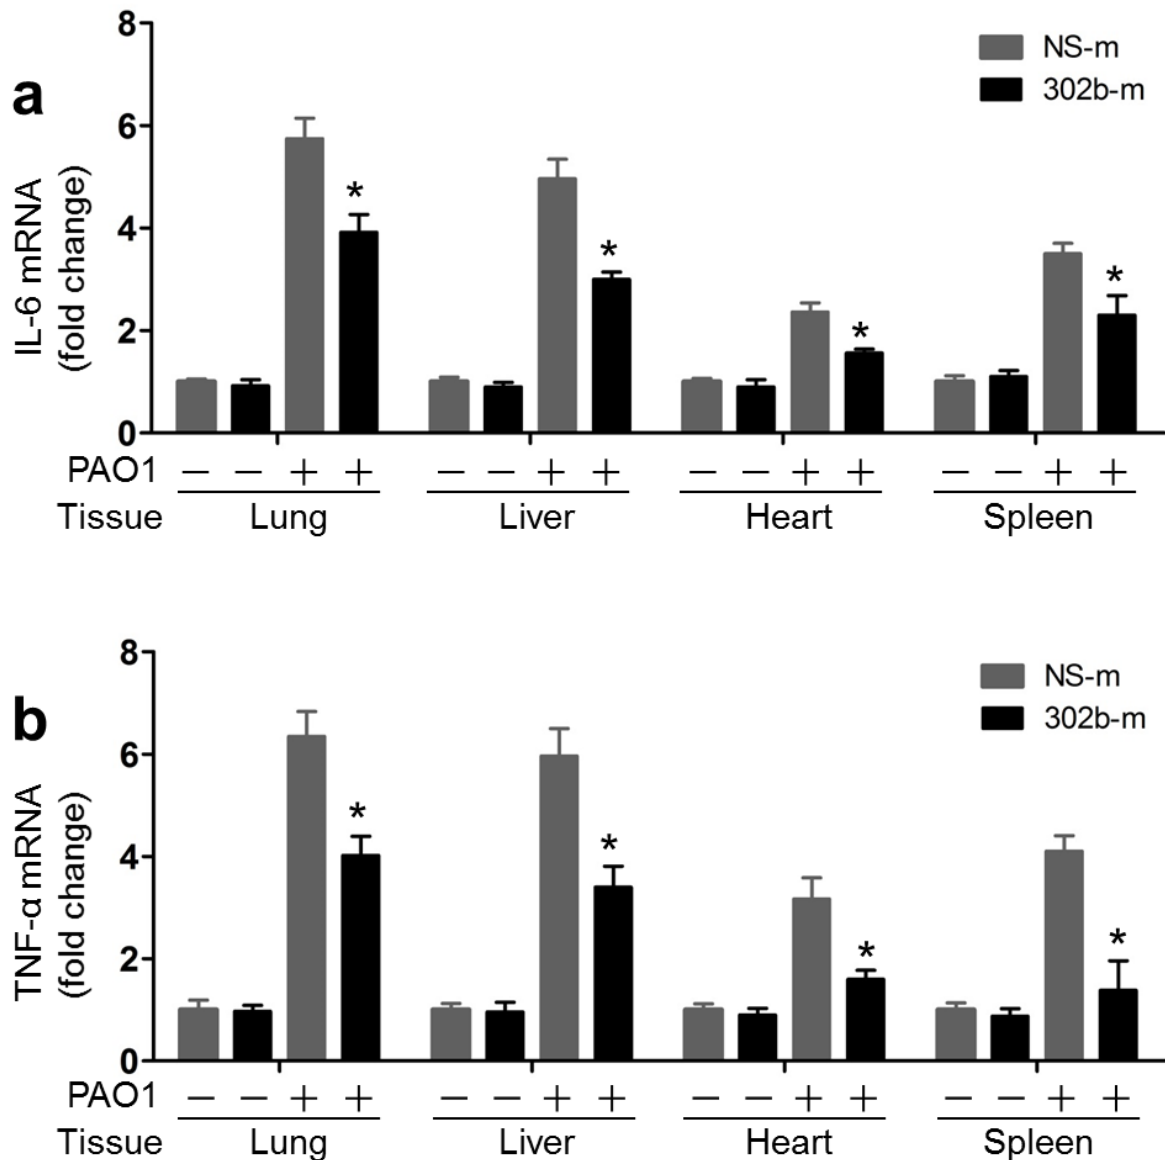 a
IL-6 mRNA
(fold change)
8
6
4
2
0
NS-m
302b-m
*
*
*
*
PAO1 – – + + – – + + – – + + – – + +
Tissue Lung Liver Heart Spleen
b
TNF-α mRNA
(fold change)
8
6
4
2
0
NS-m
302b-m
*
*
*
*
PAO1 – – + + – – + + – – + + – – + +
Tissue Lung Liver Heart Spleen